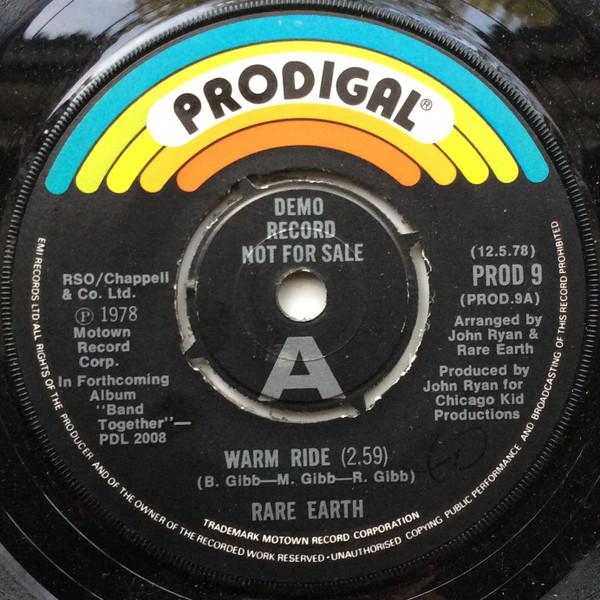 PRODIGAL®
DEMO
RECORD
NOT FOR SALE
RSO/Chappell
& Co. Ltd.
Ⓟ 1978
Motown
Record
Corp.
In Forthcoming
Album
"Band
Together"—
PDL 2008
(12.5.78)
PROD 9
(PROD.9A)
Arranged by
John Ryan &
Rare Earth
Produced by
John Ryan for
Chicago Kid
Productions
A
WARM RIDE (2.59)
(B. Gibb—M. Gibb—R. Gibb)
RARE EARTH
TRADEMARK MOTOWN RECORD CORPORATION
EMI RECORDS LTD ALL RIGHTS OF THE PRODUCER AND OF THE OWNER OF THE RECORDED WORK RESERVED · UNAUTHORISED COPYING PUBLIC PERFORMANCE AND BROADCASTING OF THIS RECORD PROHIBITED